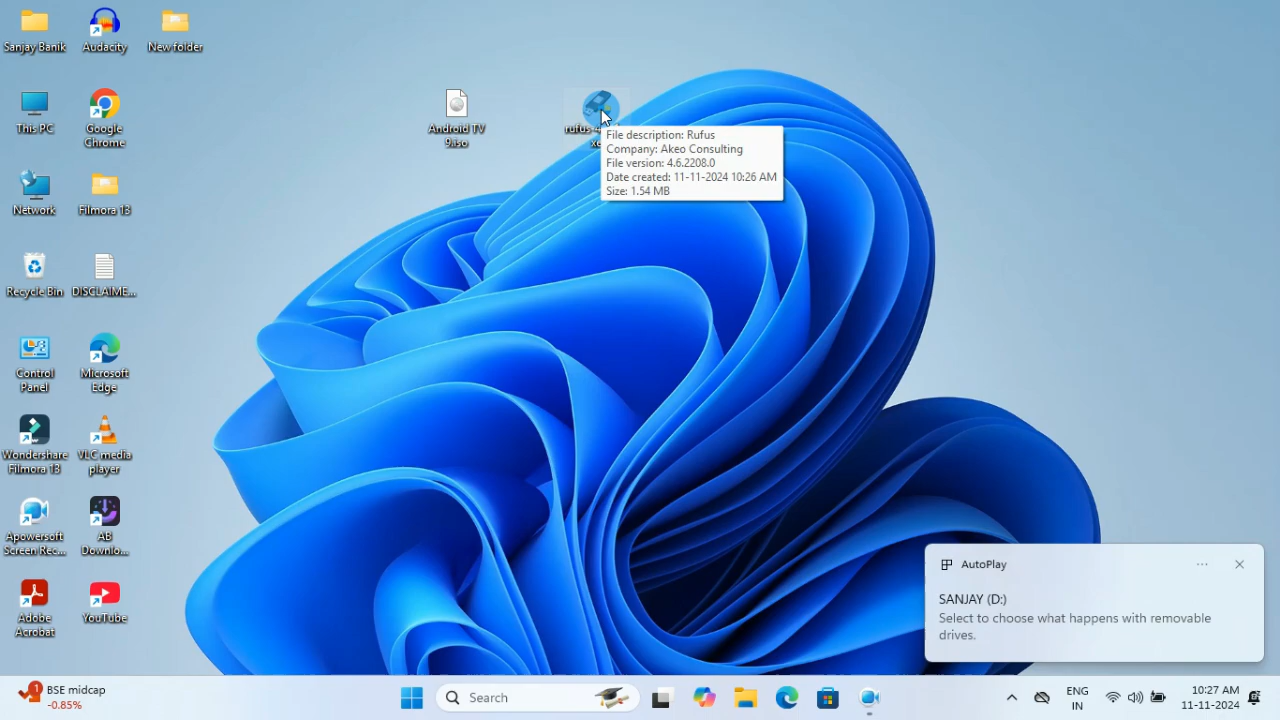 Sanjay Banik
Audacity
New folder
This PC
Google
Chrome
Android TV
9.iso
rufus-4
xe
File description: Rufus
Company: Akeo Consulting
File version: 4.6.2208.0
Date created: 11-11-2024 10:26 AM
Size: 1.54 MB
Network
Filmora 13
Recycle Bin
DISCLAIME...
Control
Panel
Microsoft
Edge
Wondershare
Filmora 13
VLC media
player
Apowersoft
Screen Rec...
AB
Downlo...
Adobe
Acrobat
YouTube
AutoPlay
SANJAY (D:)
Select to choose what happens with removable
drives.
1
BSE midcap
-0.85%
Search
ENG
IN
10:27 AM
11-11-2024